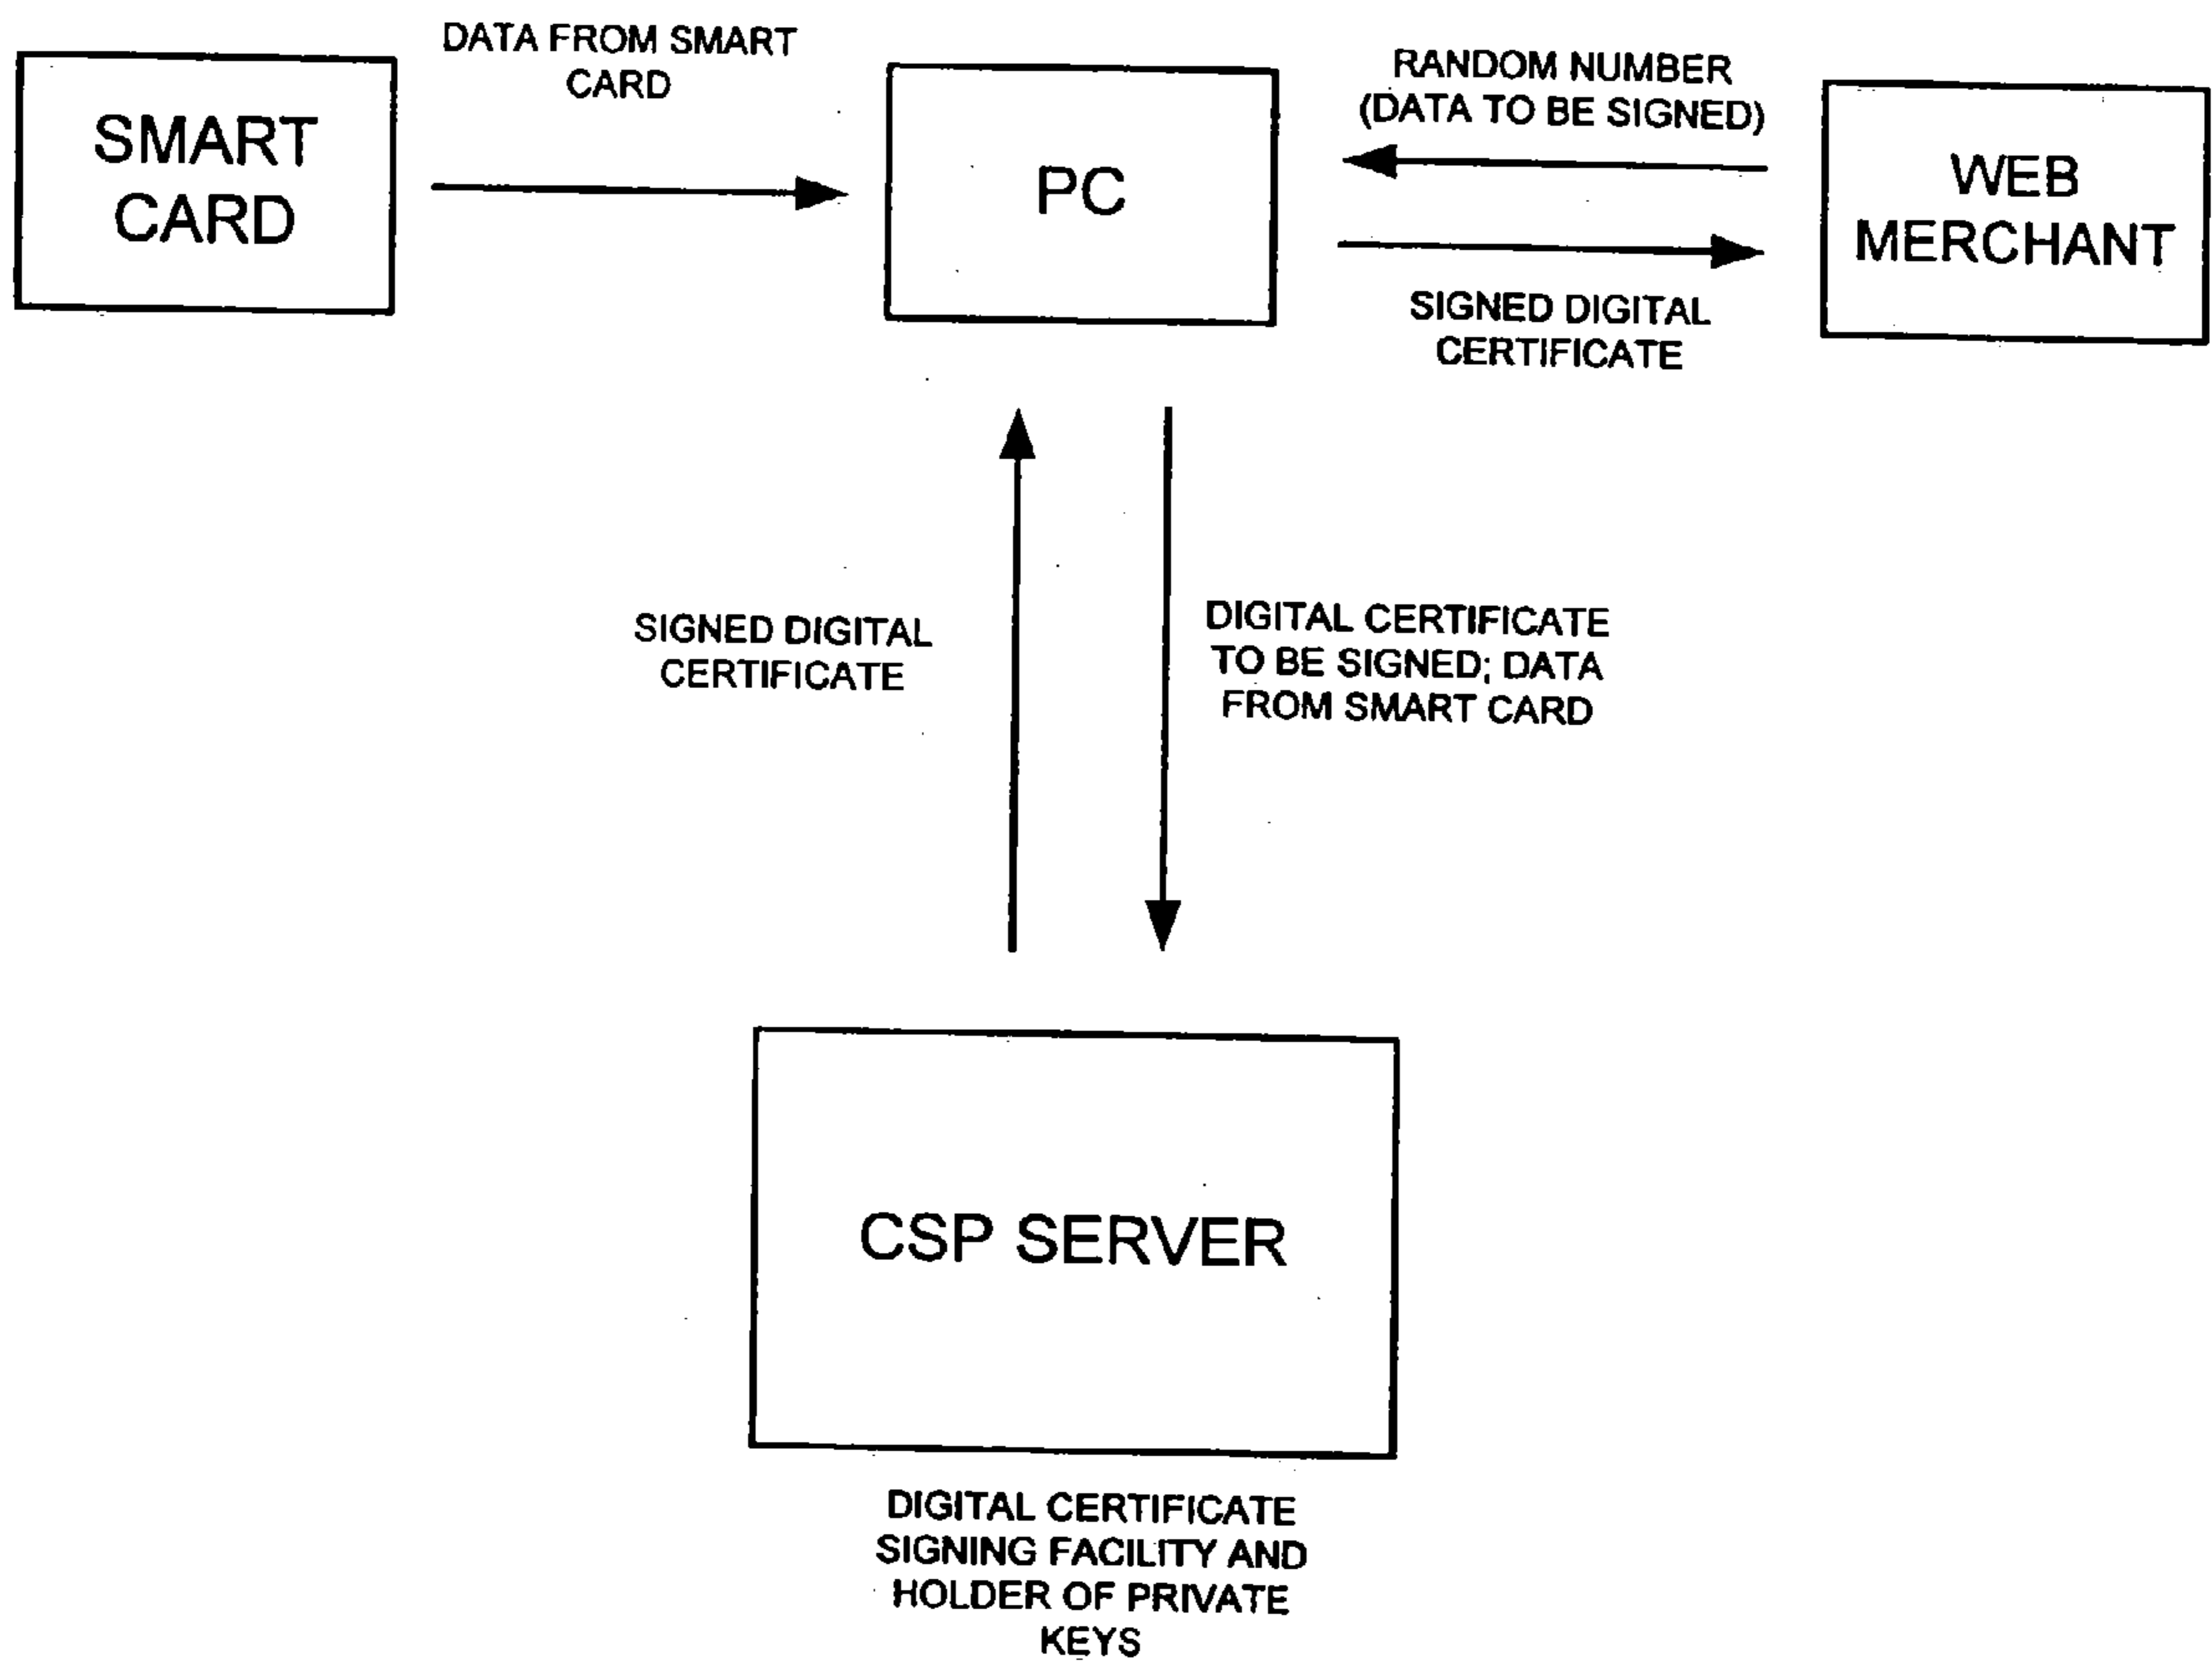 DATA FROM SMART
CARD
SMART
CARD
PC
RANDOM NUMBER
(DATA TO BE SIGNED)
WEB
MERCHANT
SIGNED DIGITAL
CERTIFICATE
SIGNED DIGITAL
CERTIFICATE
DIGITAL CERTIFICATE
TO BE SIGNED; DATA
FROM SMART CARD
CSP SERVER
DIGITAL CERTIFICATE
SIGNING FACILITY AND
HOLDER OF PRIVATE
KEYS